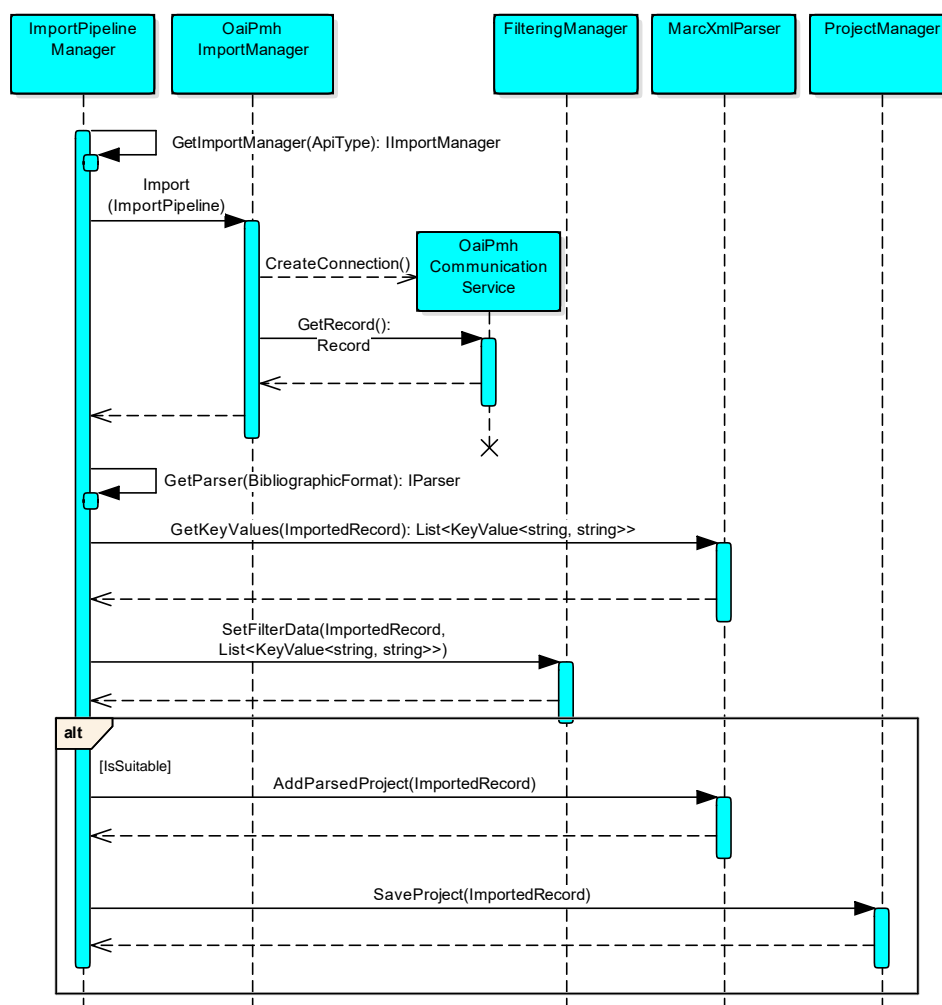 ImportPipeline
Manager
OaiPmh
ImportManager
FilteringManager
MarcXmlParser
ProjectManager
GetImportManager(ApiType): IImportManager
Import
(ImportPipeline)
OaiPmh
Communication
Service
CreateConnection()
GetRecord():
Record
GetParser(BibliographicFormat): IParser
GetKeyValues(ImportedRecord): List<KeyValue<string, string>>
SetFilterData(ImportedRecord,
List<KeyValue<string, string>>)
alt
[IsSuitable]
AddParsedProject(ImportedRecord)
SaveProject(ImportedRecord)